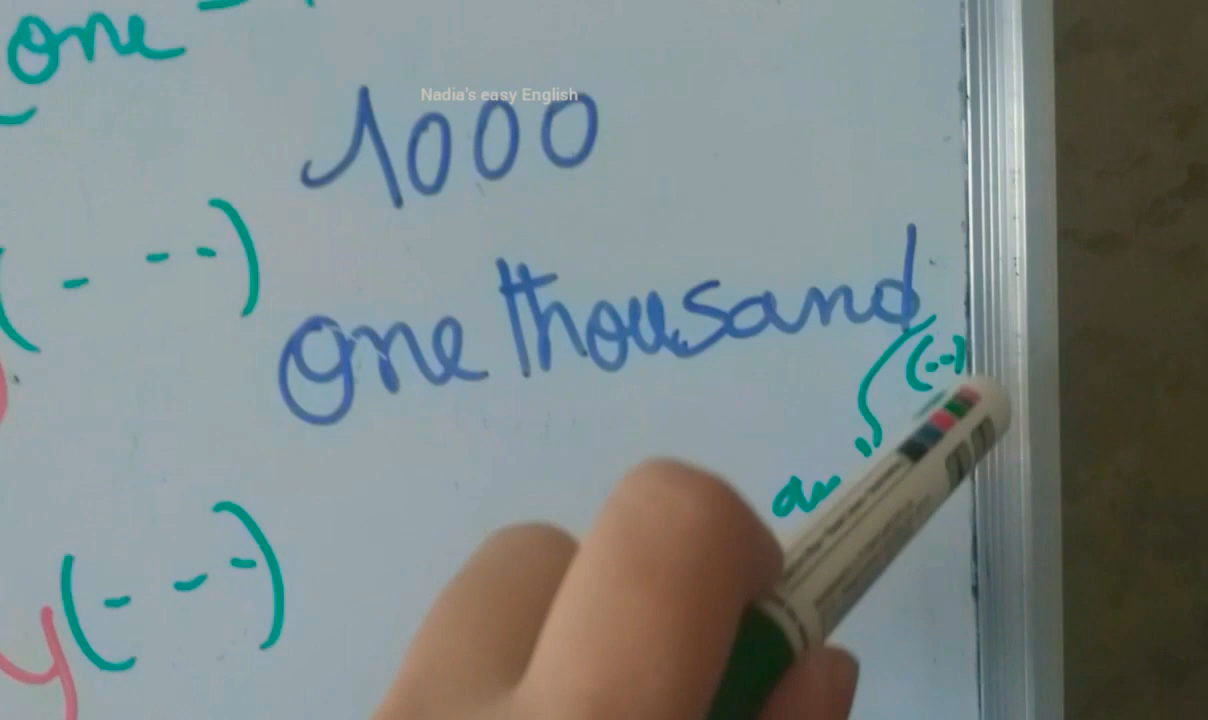 one -
Nadia's easy English
1000
(- --)
one thousand
(--)
y(---)